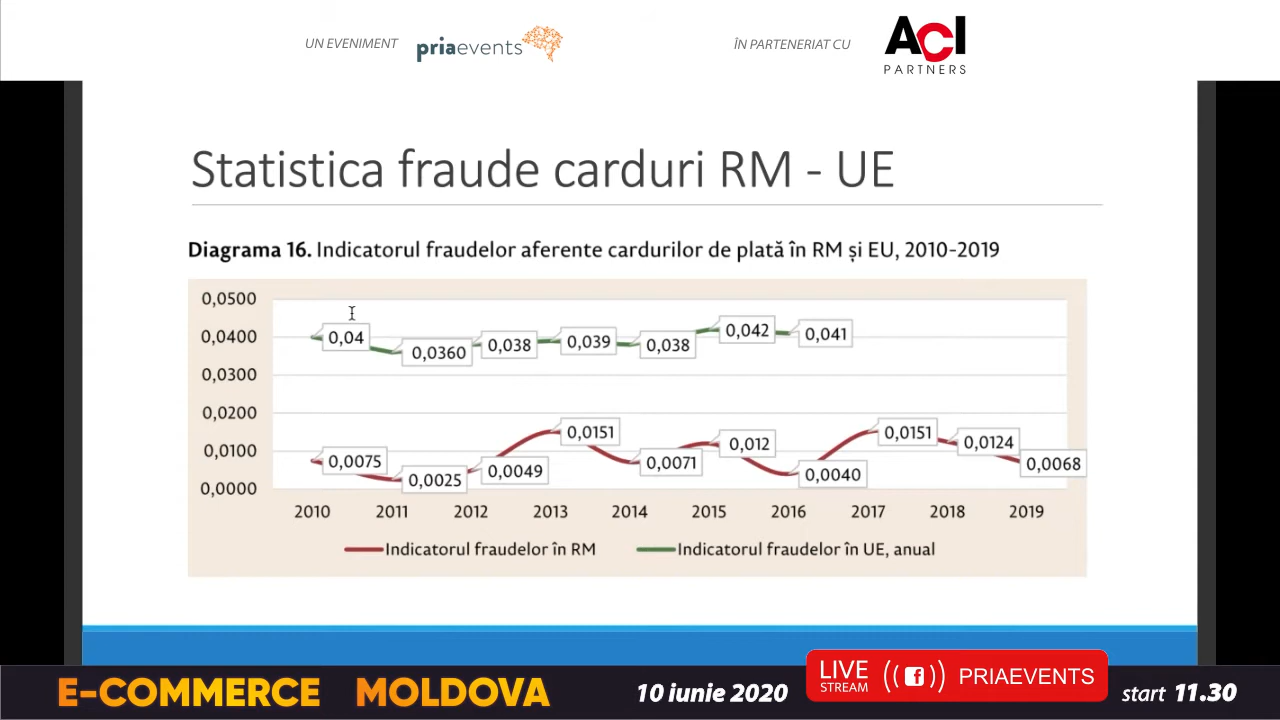 UN EVENIMENT
priaevents
ÎN PARTENERIAT CU
ACI
PARTNERS
Statistica fraude carduri RM - UE
Diagrama 16. Indicatorul fraudelor aferente cardurilor de plată în RM și EU, 2010-2019
0,0500
0,0400
0,0300
0,0200
0,0100
0,0000
0,04
0,0360
0,038
0,039
0,038
0,042
0,041
0,0075
0,0025
0,0049
0,0151
0,0071
0,012
0,0040
0,0151
0,0124
0,0068
2010 2011 2012 2013 2014 2015 2016 2017 2018 2019
Indicatorul fraudelor în RM Indicatorul fraudelor în UE, anual
E-COMMERCE MOLDOVA
10 iunie 2020
LIVE
STREAM
PRIAEVENTS
start 11.30